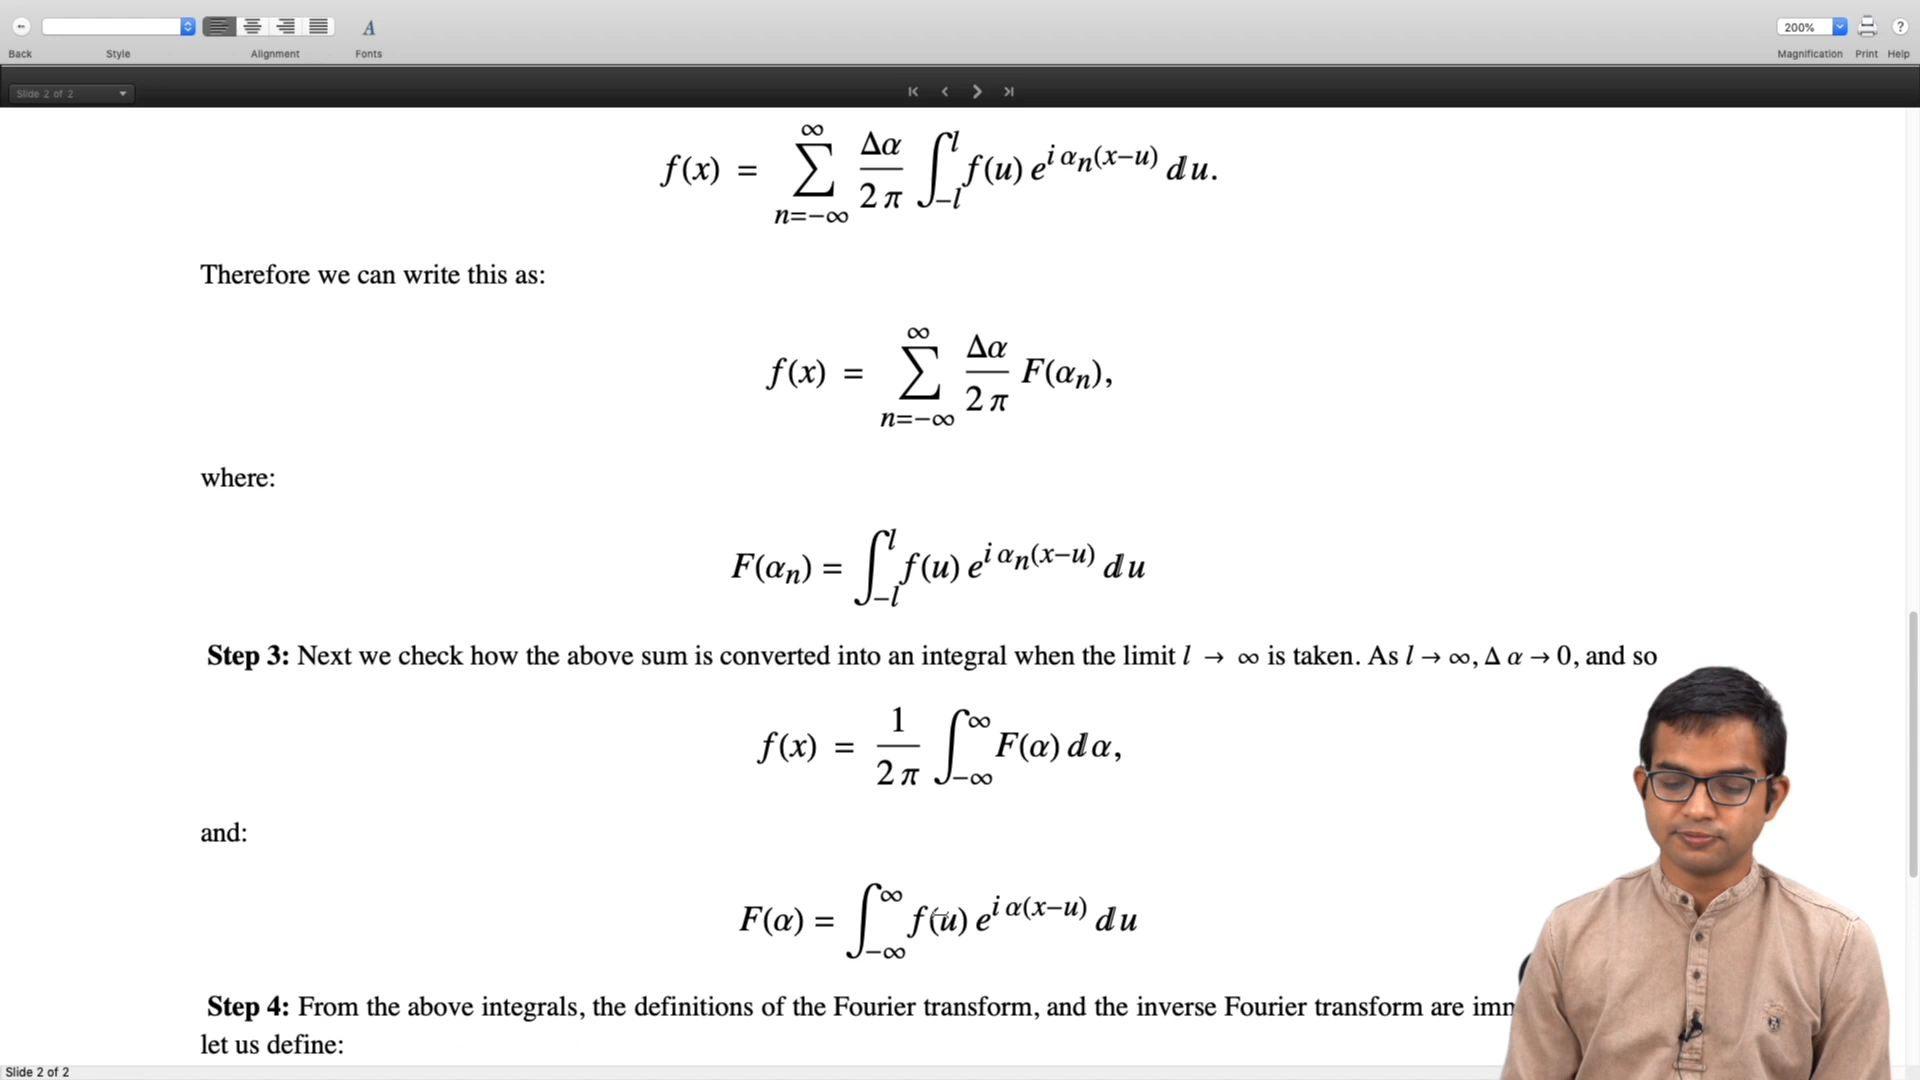 Back
Style
Alignment
A
Fonts
200%
Magnification
Print
?
Help
Slide 2 of 2
f(x) = ∑_{n=−∞}^{∞} Δα/2π ∫_{−l}^{l} f(u) e^{i α_n(x−u)} du.
Therefore we can write this as:
f(x) = ∑_{n=−∞}^{∞} Δα/2π F(α_n),
where:
F(α_n) = ∫_{−l}^{l} f(u) e^{i α_n(x−u)} du
Step 3: Next we check how the above sum is converted into an integral when the limit l → ∞ is taken. As l → ∞, Δ α → 0, and so
f(x) = 1/2π ∫_{−∞}^{∞} F(α) dα,
and:
F(α) = ∫_{−∞}^{∞} f(u) e^{i α(x−u)} du
Step 4: From the above integrals, the definitions of the Fourier transform, and the inverse Fourier transform are
let us define:
Slide 2 of 2